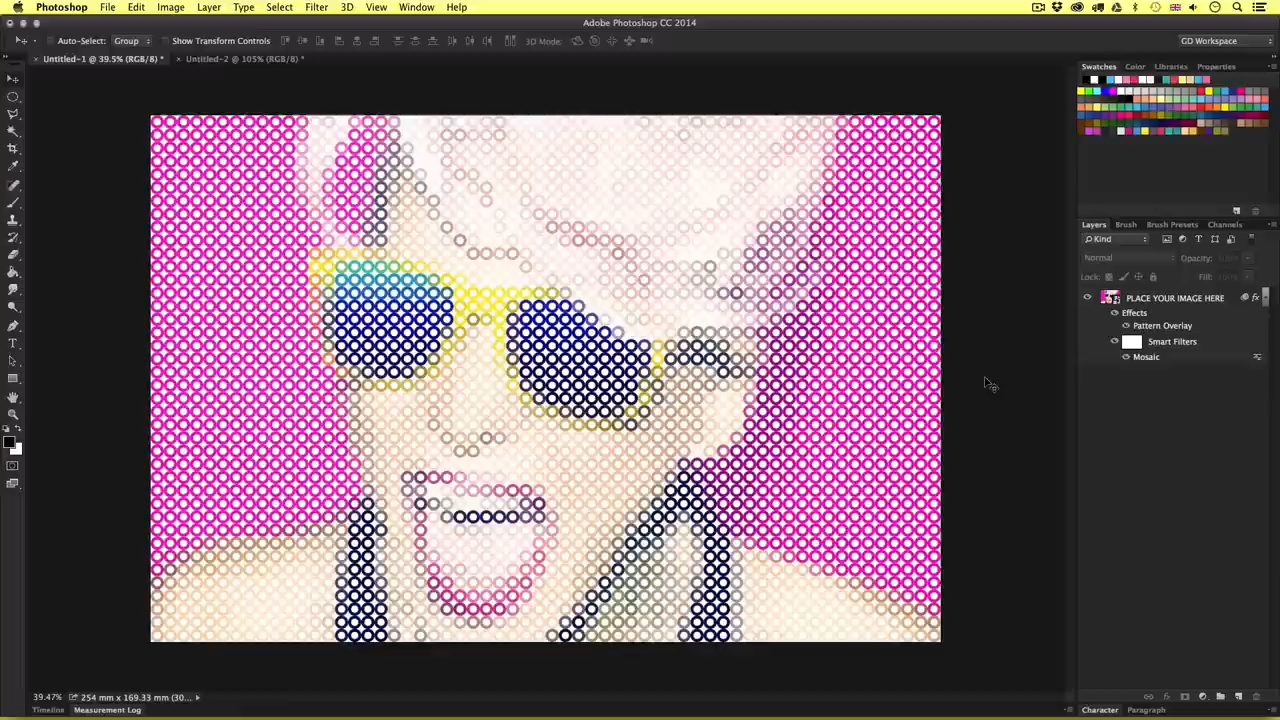 Photoshop File Edit Image Layer Type Select Filter 3D View Window Help
Adobe Photoshop CC 2014
Auto-Select: Group Show Transform Controls 3D Mode: GD Workspace
× Untitled-1 @ 39.5% (RGB/8) * × Untitled-2 @ 105% (RGB/8) *
Swatches Color Libraries Properties
Layers Brush Brush Presets Channels
Kind
Normal Opacity:
Lock: Fill:
PLACE YOUR IMAGE HERE fx
Effects
Pattern Overlay
Smart Filters
Mosaic
39.47% 254 mm x 169.33 mm (30...
Timeline Measurement Log Character Paragraph